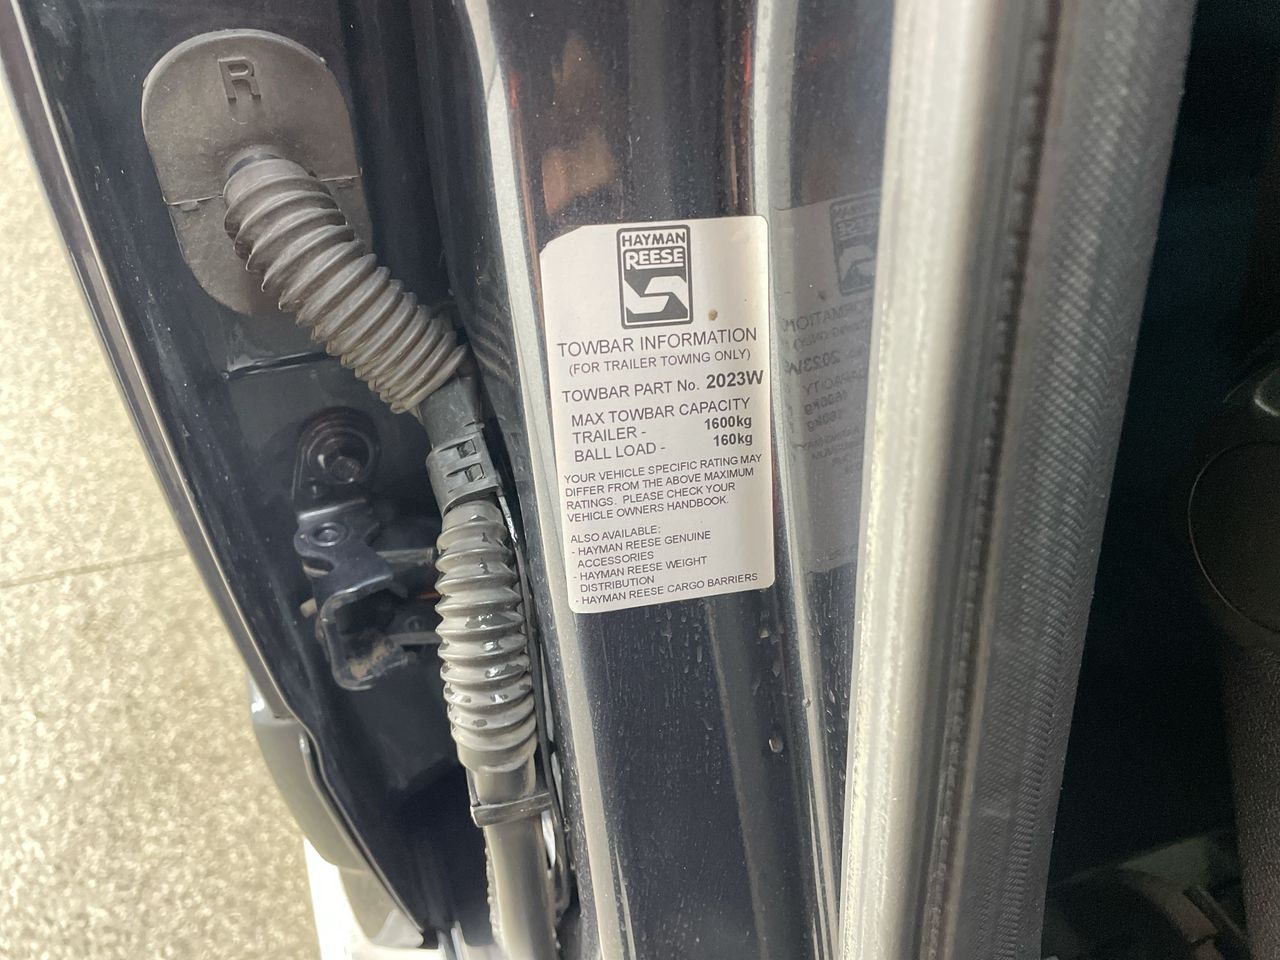 R
HAYMAN
REESE
TOWBAR INFORMATION
(FOR TRAILER TOWING ONLY)
TOWBAR PART No. 2023W
MAX TOWBAR CAPACITY
TRAILER - 1600kg
BALL LOAD - 160kg
YOUR VEHICLE SPECIFIC RATING MAY
DIFFER FROM THE ABOVE MAXIMUM
RATINGS. PLEASE CHECK YOUR
VEHICLE OWNERS HANDBOOK.
ALSO AVAILABLE:
- HAYMAN REESE GENUINE
ACCESSORIES
- HAYMAN REESE WEIGHT
DISTRIBUTION
- HAYMAN REESE CARGO BARRIERS